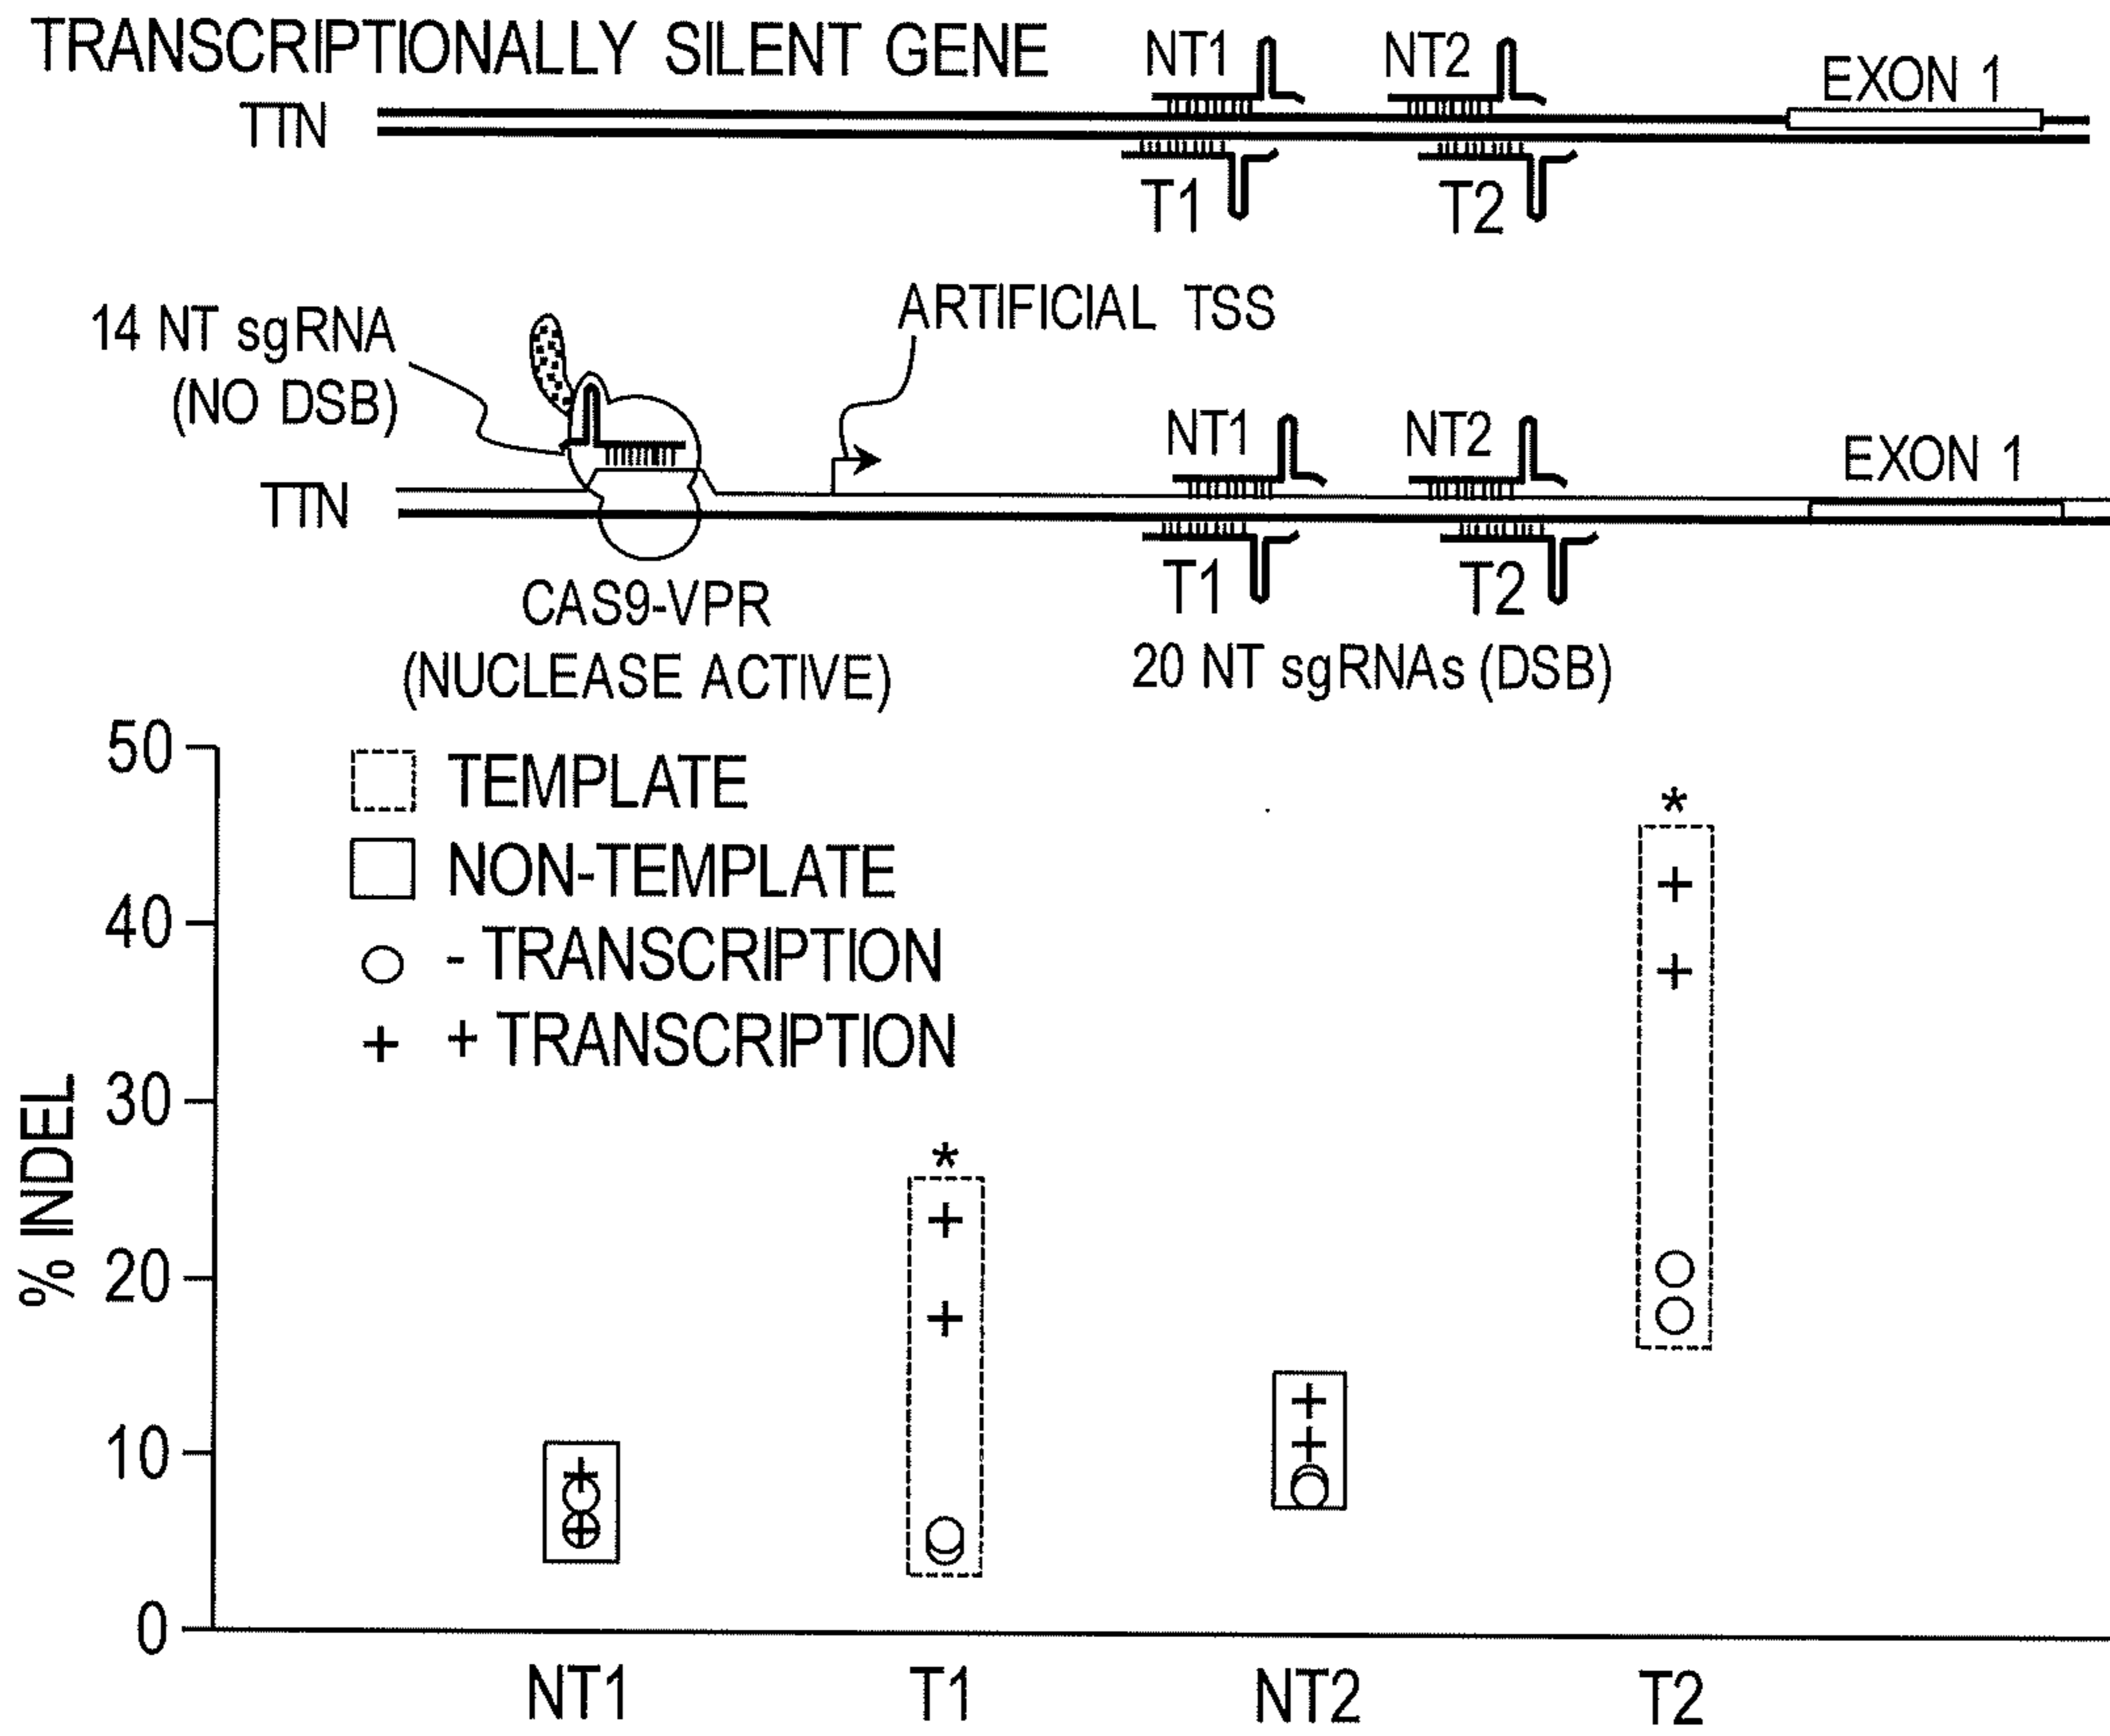 TRANSCRIPTIONALLY SILENT GENE
NT1
NT2
EXON 1
TTN
T1
T2
14 NT sgRNA
(NO DSB)
ARTIFICIAL TSS
NT1
NT2
EXON 1
TTN
T1
T2
CAS9-VPR
(NUCLEASE ACTIVE)
20 NT sgRNAs (DSB)
50
40
30
20
10
0
% INDEL
TEMPLATE
NON-TEMPLATE
- TRANSCRIPTION
+ TRANSCRIPTION
*
*
NT1
T1
NT2
T2